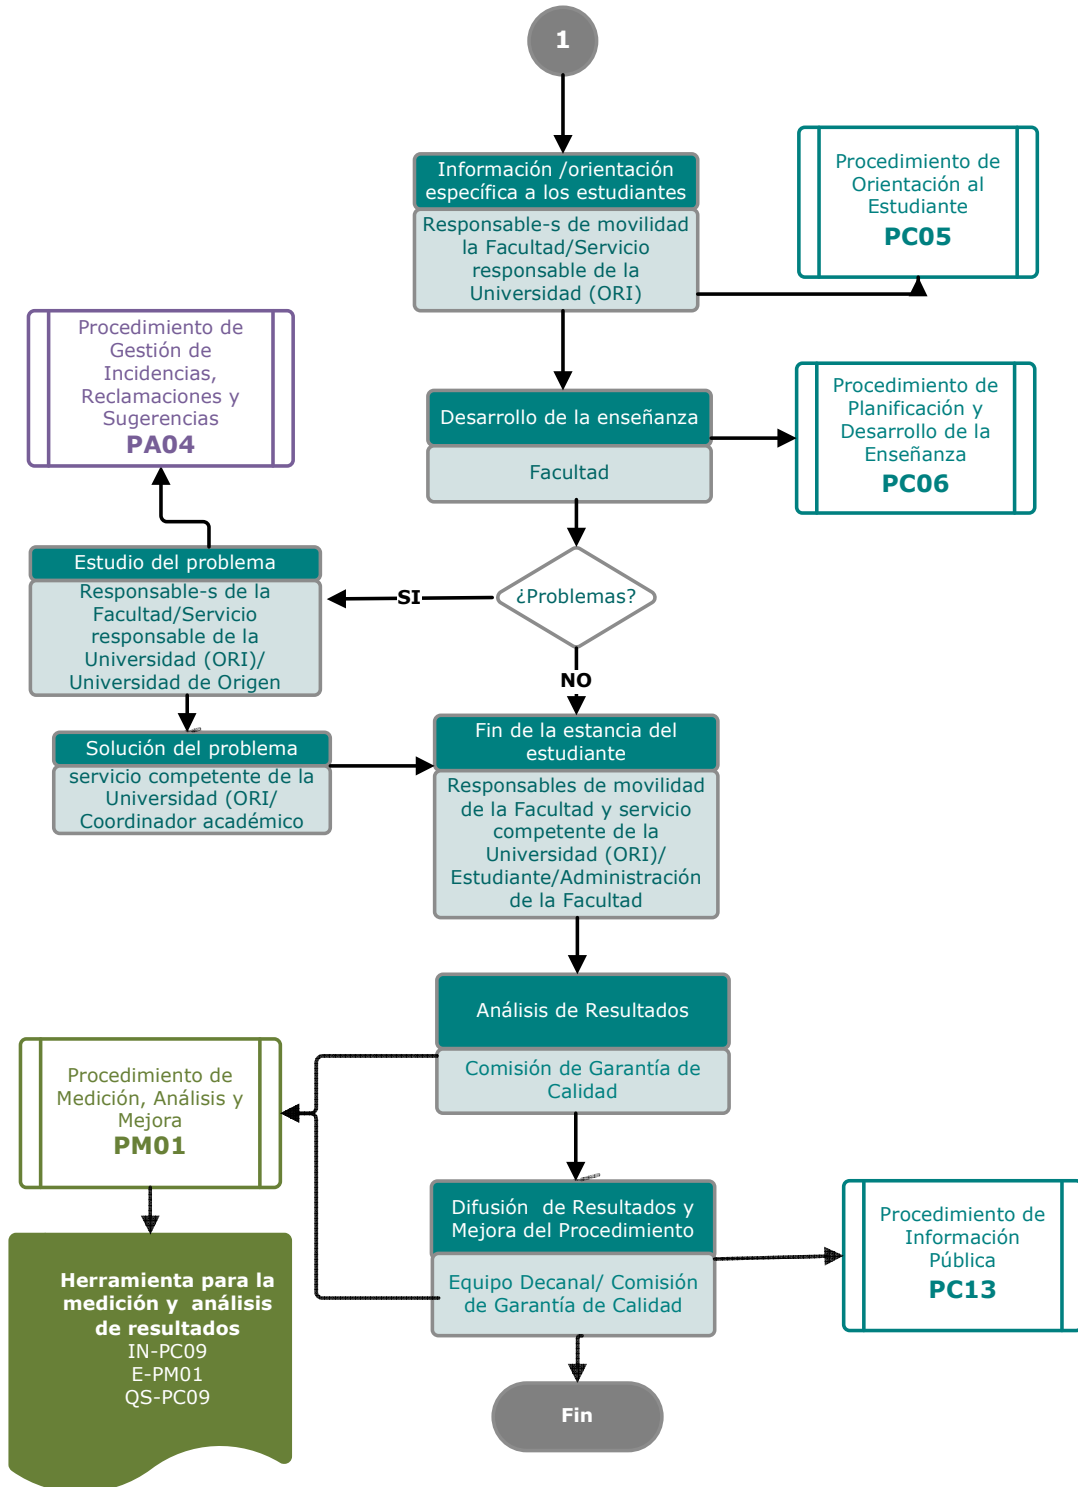 1
Información /orientación
específica a los estudiantes
Responsable-s de movilidad
la Facultad/Servicio
responsable de la
Universidad (ORI)
Procedimiento de
Orientación al
Estudiante
PC05
Procedimiento de
Gestión de
Incidencias,
Reclamaciones y
Sugerencias
PA04
Desarrollo de la enseñanza
Facultad
Procedimiento de
Planificación y
Desarrollo de la
Enseñanza
PC06
Estudio del problema
Responsable-s de la
Facultad/Servicio
responsable de la
Universidad (ORI)/
Universidad de Origen
SI
¿Problemas?
NO
Solución del problema
servicio competente de la
Universidad (ORI/
Coordinador académico
Fin de la estancia del
estudiante
Responsables de movilidad
de la Facultad y servicio
competente de la
Universidad (ORI)/
Estudiante/Administración
de la Facultad
Análisis de Resultados
Comisión de Garantía de
Calidad
Procedimiento de
Medición, Análisis y
Mejora
PM01
Difusión de Resultados y
Mejora del Procedimiento
Equipo Decanal/ Comisión
de Garantía de Calidad
Procedimiento de
Información
Pública
PC13
Herramienta para la
medición y análisis
de resultados
IN-PC09
E-PM01
QS-PC09
Fin